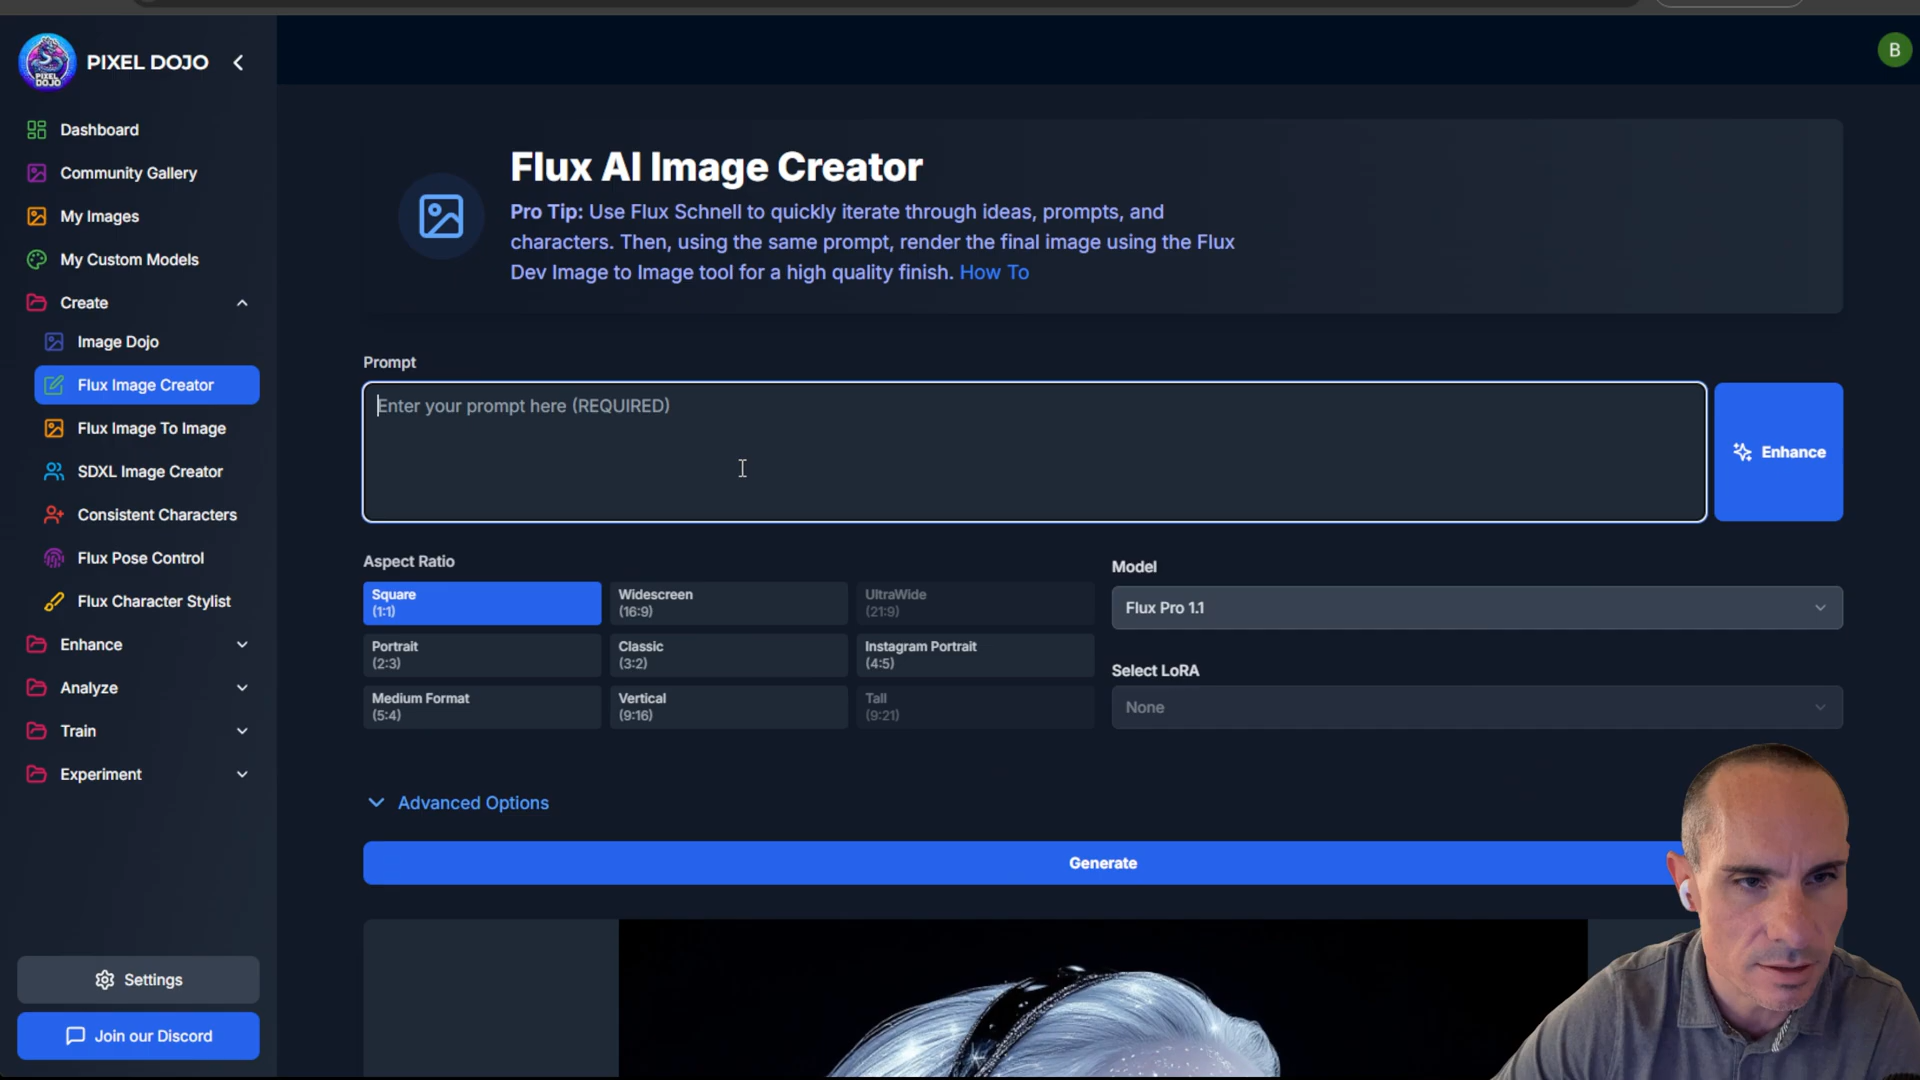 PIXEL DOJO
PIXEL
DOJO
B
Dashboard
Community Gallery
My Images
My Custom Models
Create
Image Dojo
Flux Image Creator
Flux Image To Image
SDXL Image Creator
Consistent Characters
Flux Pose Control
Flux Character Stylist
Enhance
Analyze
Train
Experiment
Settings
Join our Discord
Flux AI Image Creator
Pro Tip: Use Flux Schnell to quickly iterate through ideas, prompts, and
characters. Then, using the same prompt, render the final image using the Flux
Dev Image to Image tool for a high quality finish. How To
Prompt
Enter your prompt here (REQUIRED)
Enhance
Aspect Ratio
Square
(1:1)
Widescreen
(16:9)
UltraWide
(21:9)
Portrait
(2:3)
Classic
(3:2)
Instagram Portrait
(4:5)
Medium Format
(5:4)
Vertical
(9:16)
Tall
(9:21)
Model
Flux Pro 1.1
Select LoRA
None
Advanced Options
Generate